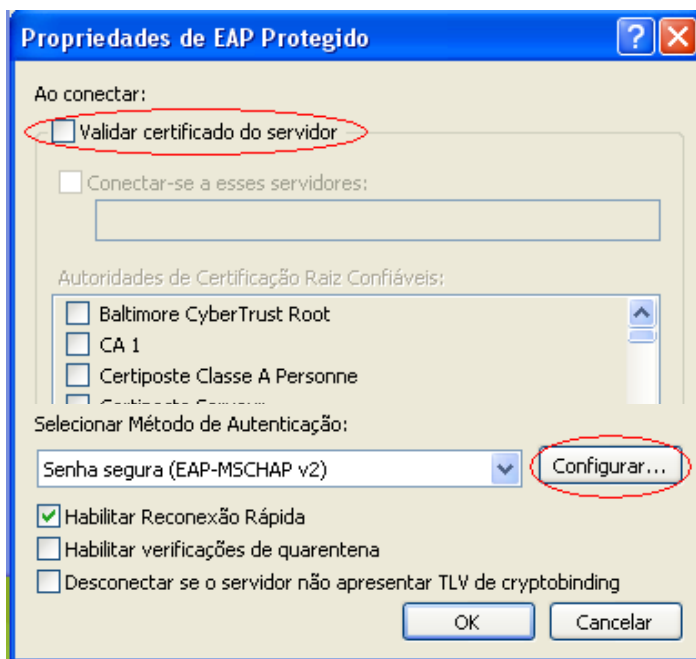 Propriedades de EAP Protegido
Ao conectar:
Validar certificado do servidor
Conectar-se a esses servidores:
Autoridades de Certificação Raiz Confiáveis:
Baltimore CyberTrust Root
CA 1
Certiposte Classe A Personne
Selecionar Método de Autenticação:
Senha segura (EAP-MSCHAP v2)
Configurar...
Habilitar Reconexão Rápida
Habilitar verificações de quarentena
Desconectar se o servidor não apresentar TLV de cryptobinding
OK
Cancelar